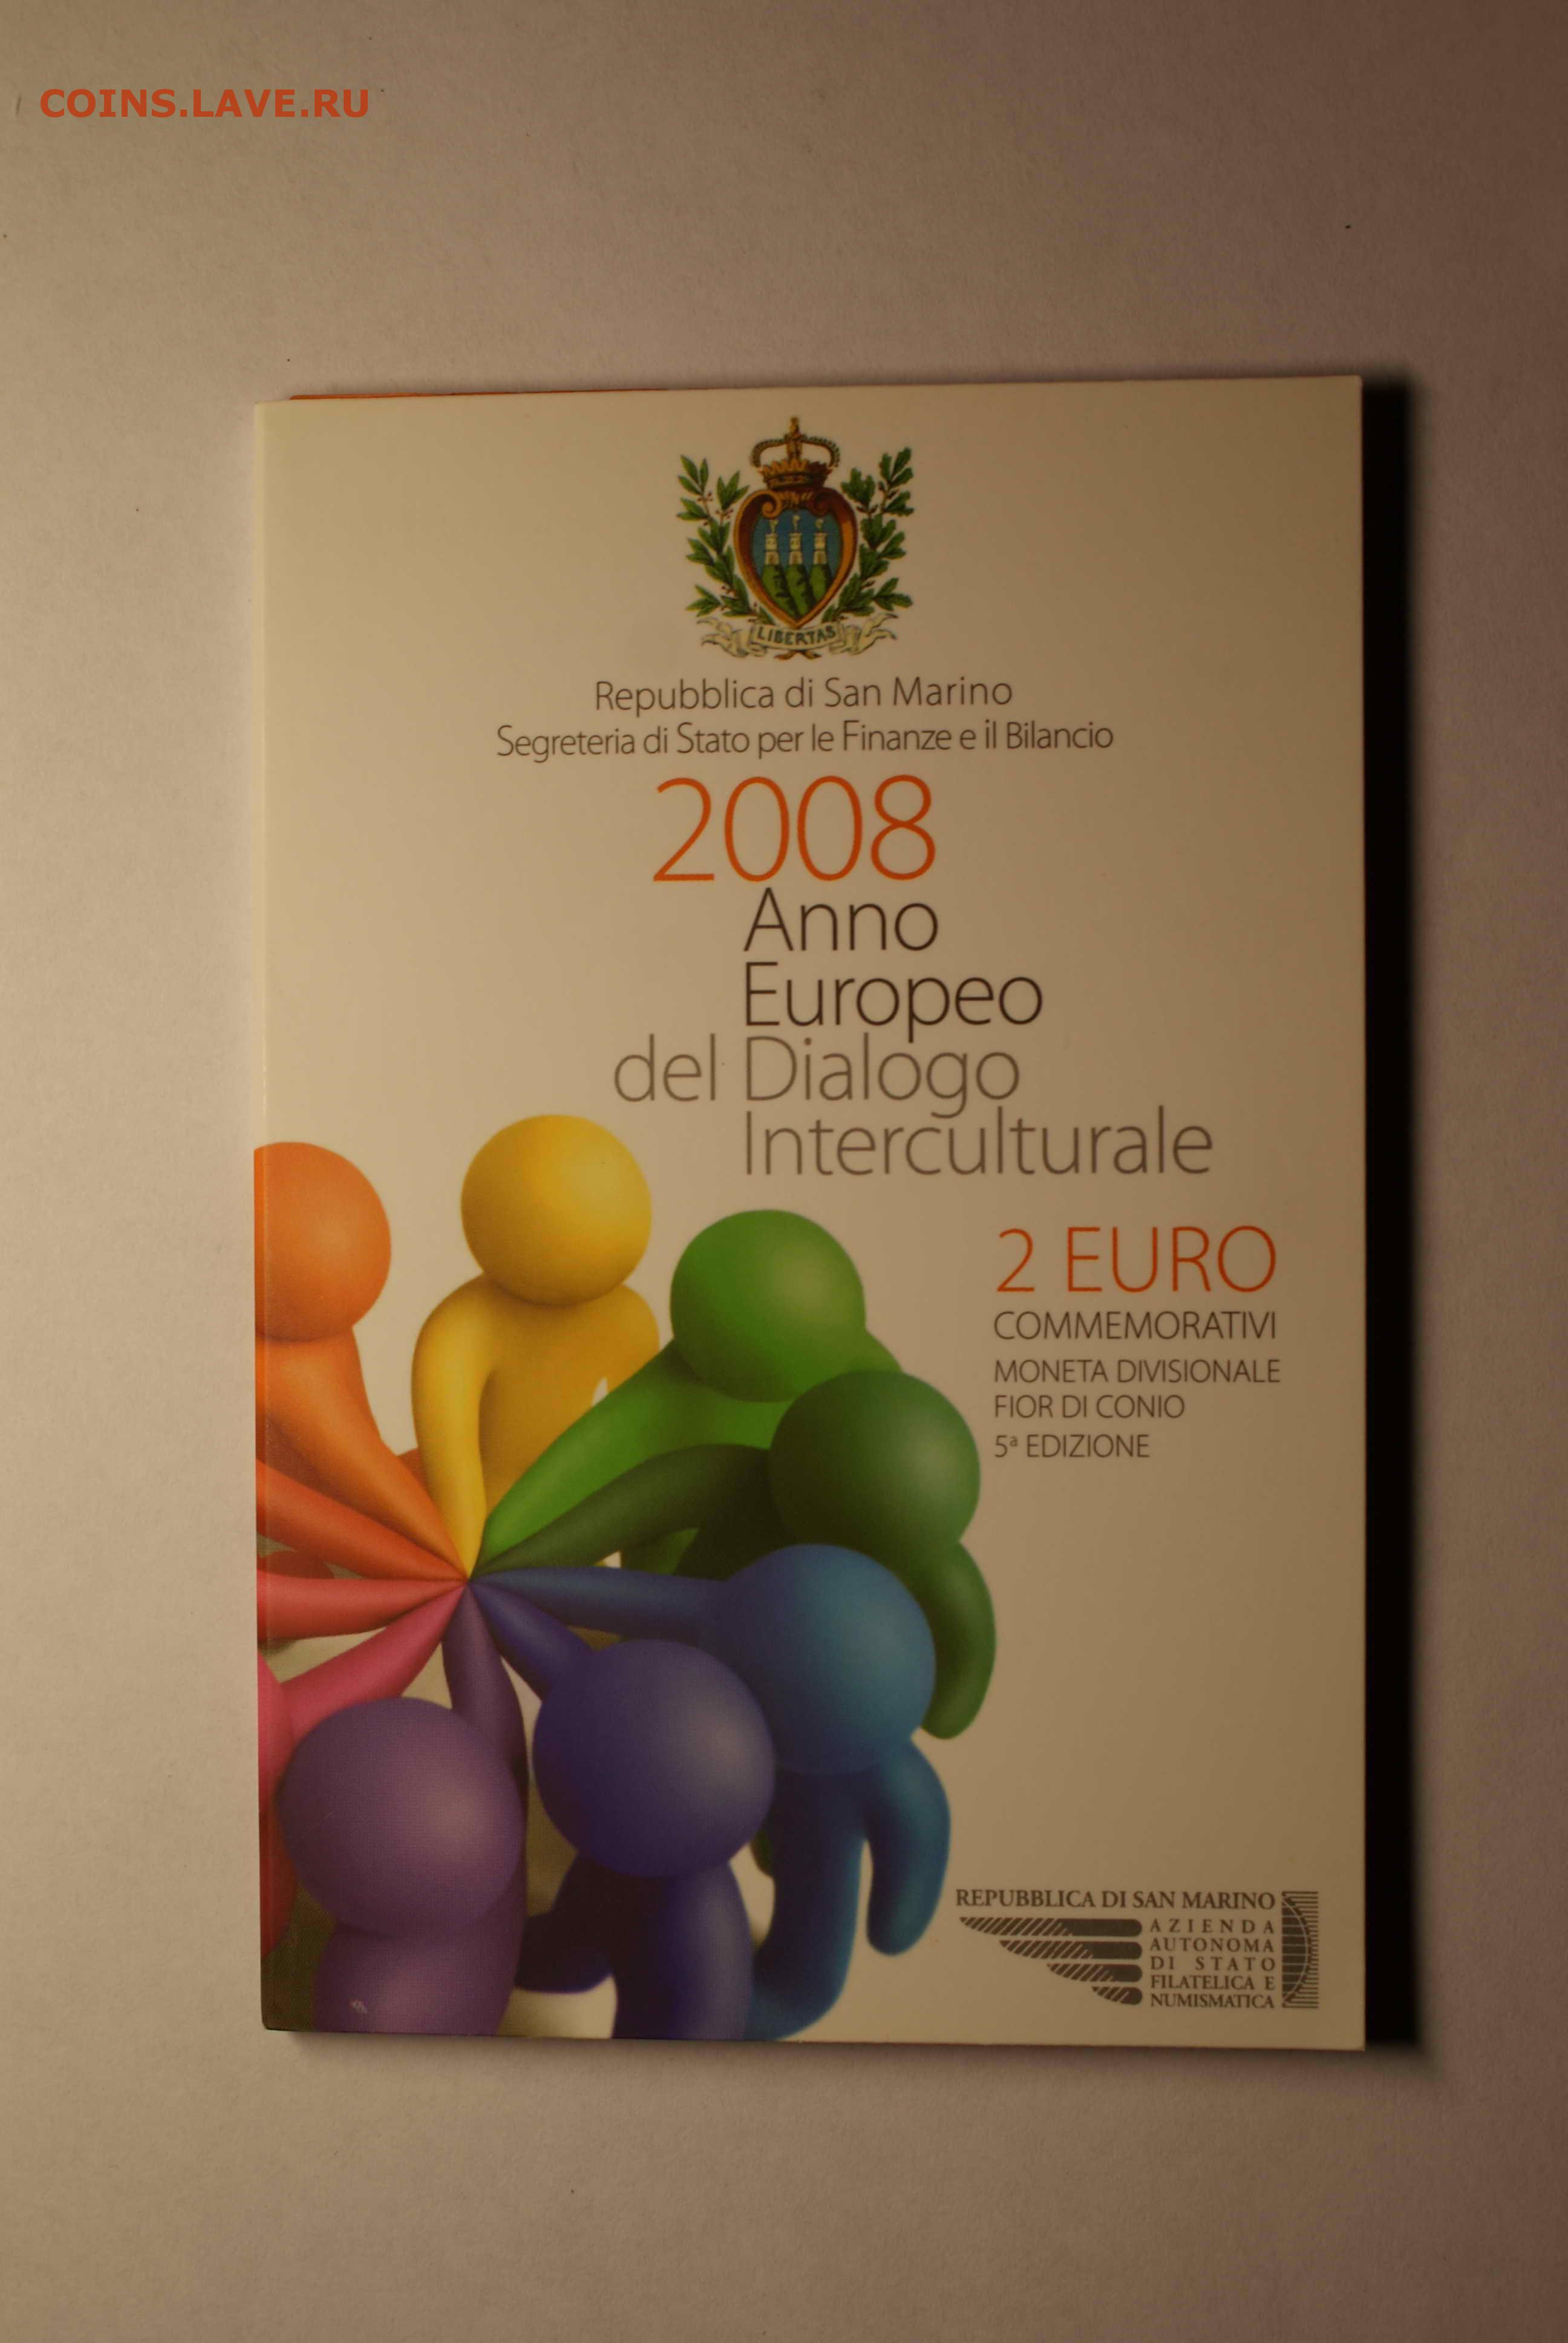 COINS.LAVE.RU
LIBERTAS
Repubblica di San Marino
Segreteria di Stato per le Finanze e il Bilancio
2008
Anno
Europeo
del Dialogo
Interculturale
2 EURO
COMMEMORATIVI
MONETA DIVISIONALE
FIOR DI CONIO
5ª EDIZIONE
REPUBBLICA DI SAN MARINO
AZIENDA
AUTONOMA
DI STATO
FILATELICA E
NUMISMATICA